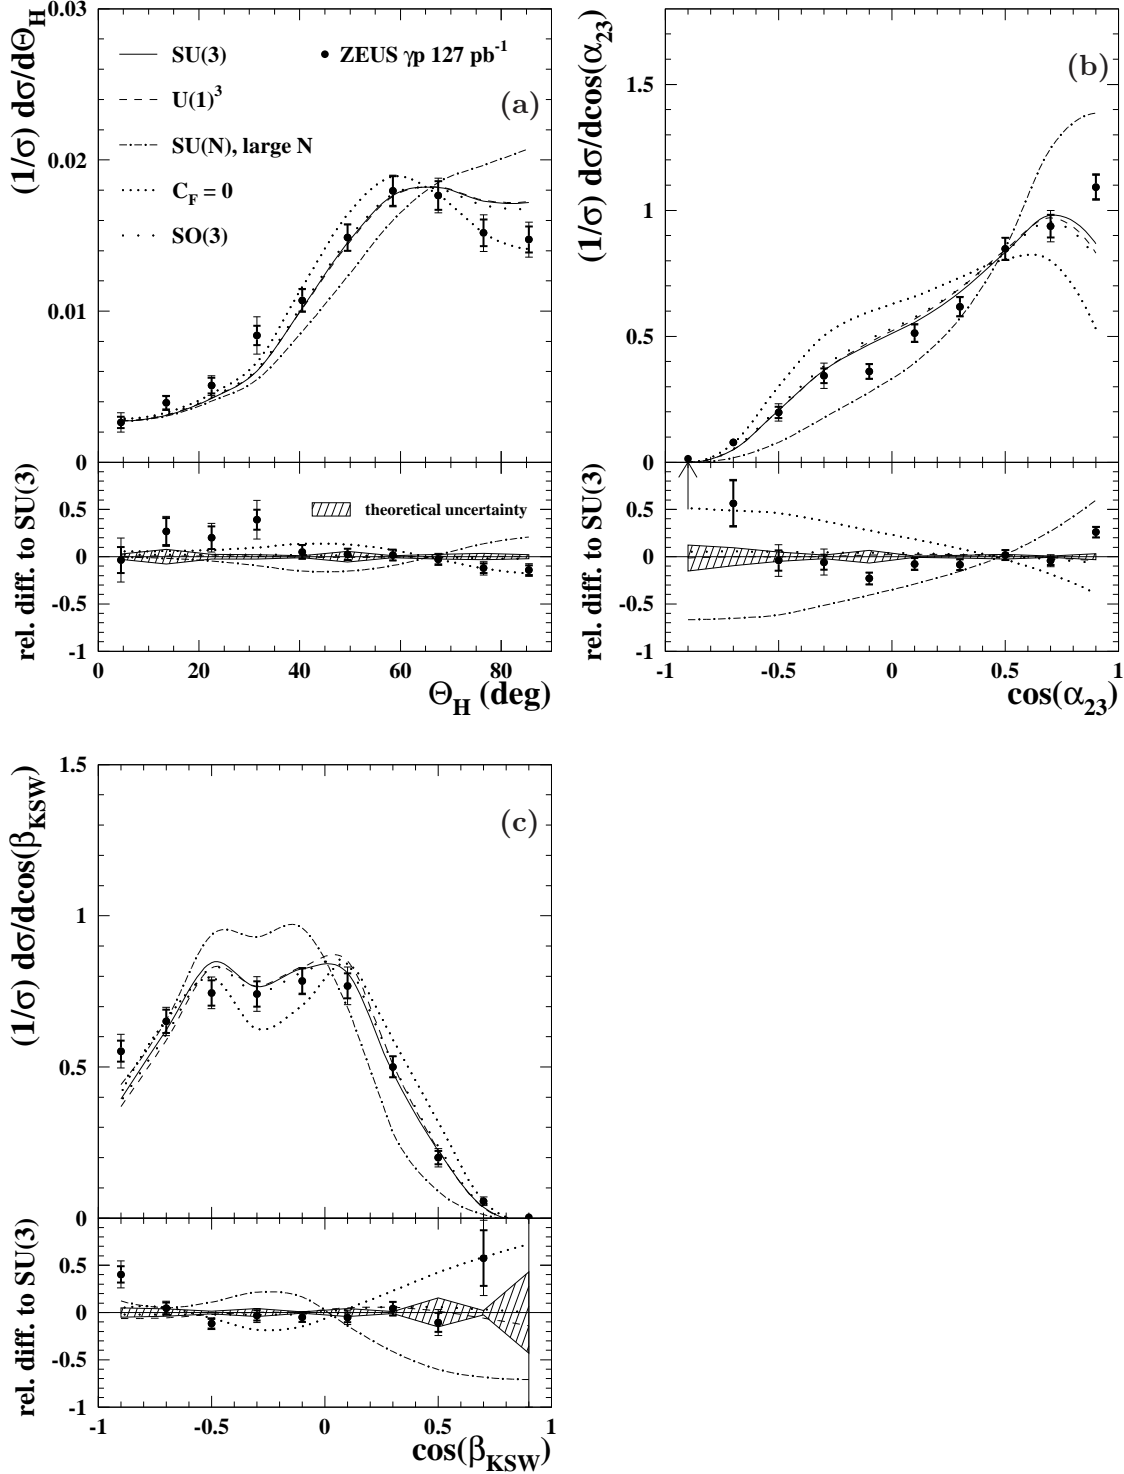 (1/σ) dσ/dΘ_H
0.03
0.02
0.01
0
SU(3)
U(1)³
SU(N), large N
C_F = 0
SO(3)
ZEUS γp 127 pb⁻¹
(a)
rel. diff. to SU(3)
0.5
0
-0.5
-1
theoretical uncertainty
0 20 40 60 80
Θ_H (deg)
(1/σ) dσ/dcos(α₂₃)
1.5
1
0.5
0
(b)
rel. diff. to SU(3)
0.5
0
-0.5
-1
-1 -0.5 0 0.5 1
cos(α₂₃)
(1/σ) dσ/dcos(β_KSW)
1.5
1
0.5
0
(c)
rel. diff. to SU(3)
0.5
0
-0.5
-1
-1 -0.5 0 0.5 1
cos(β_KSW)